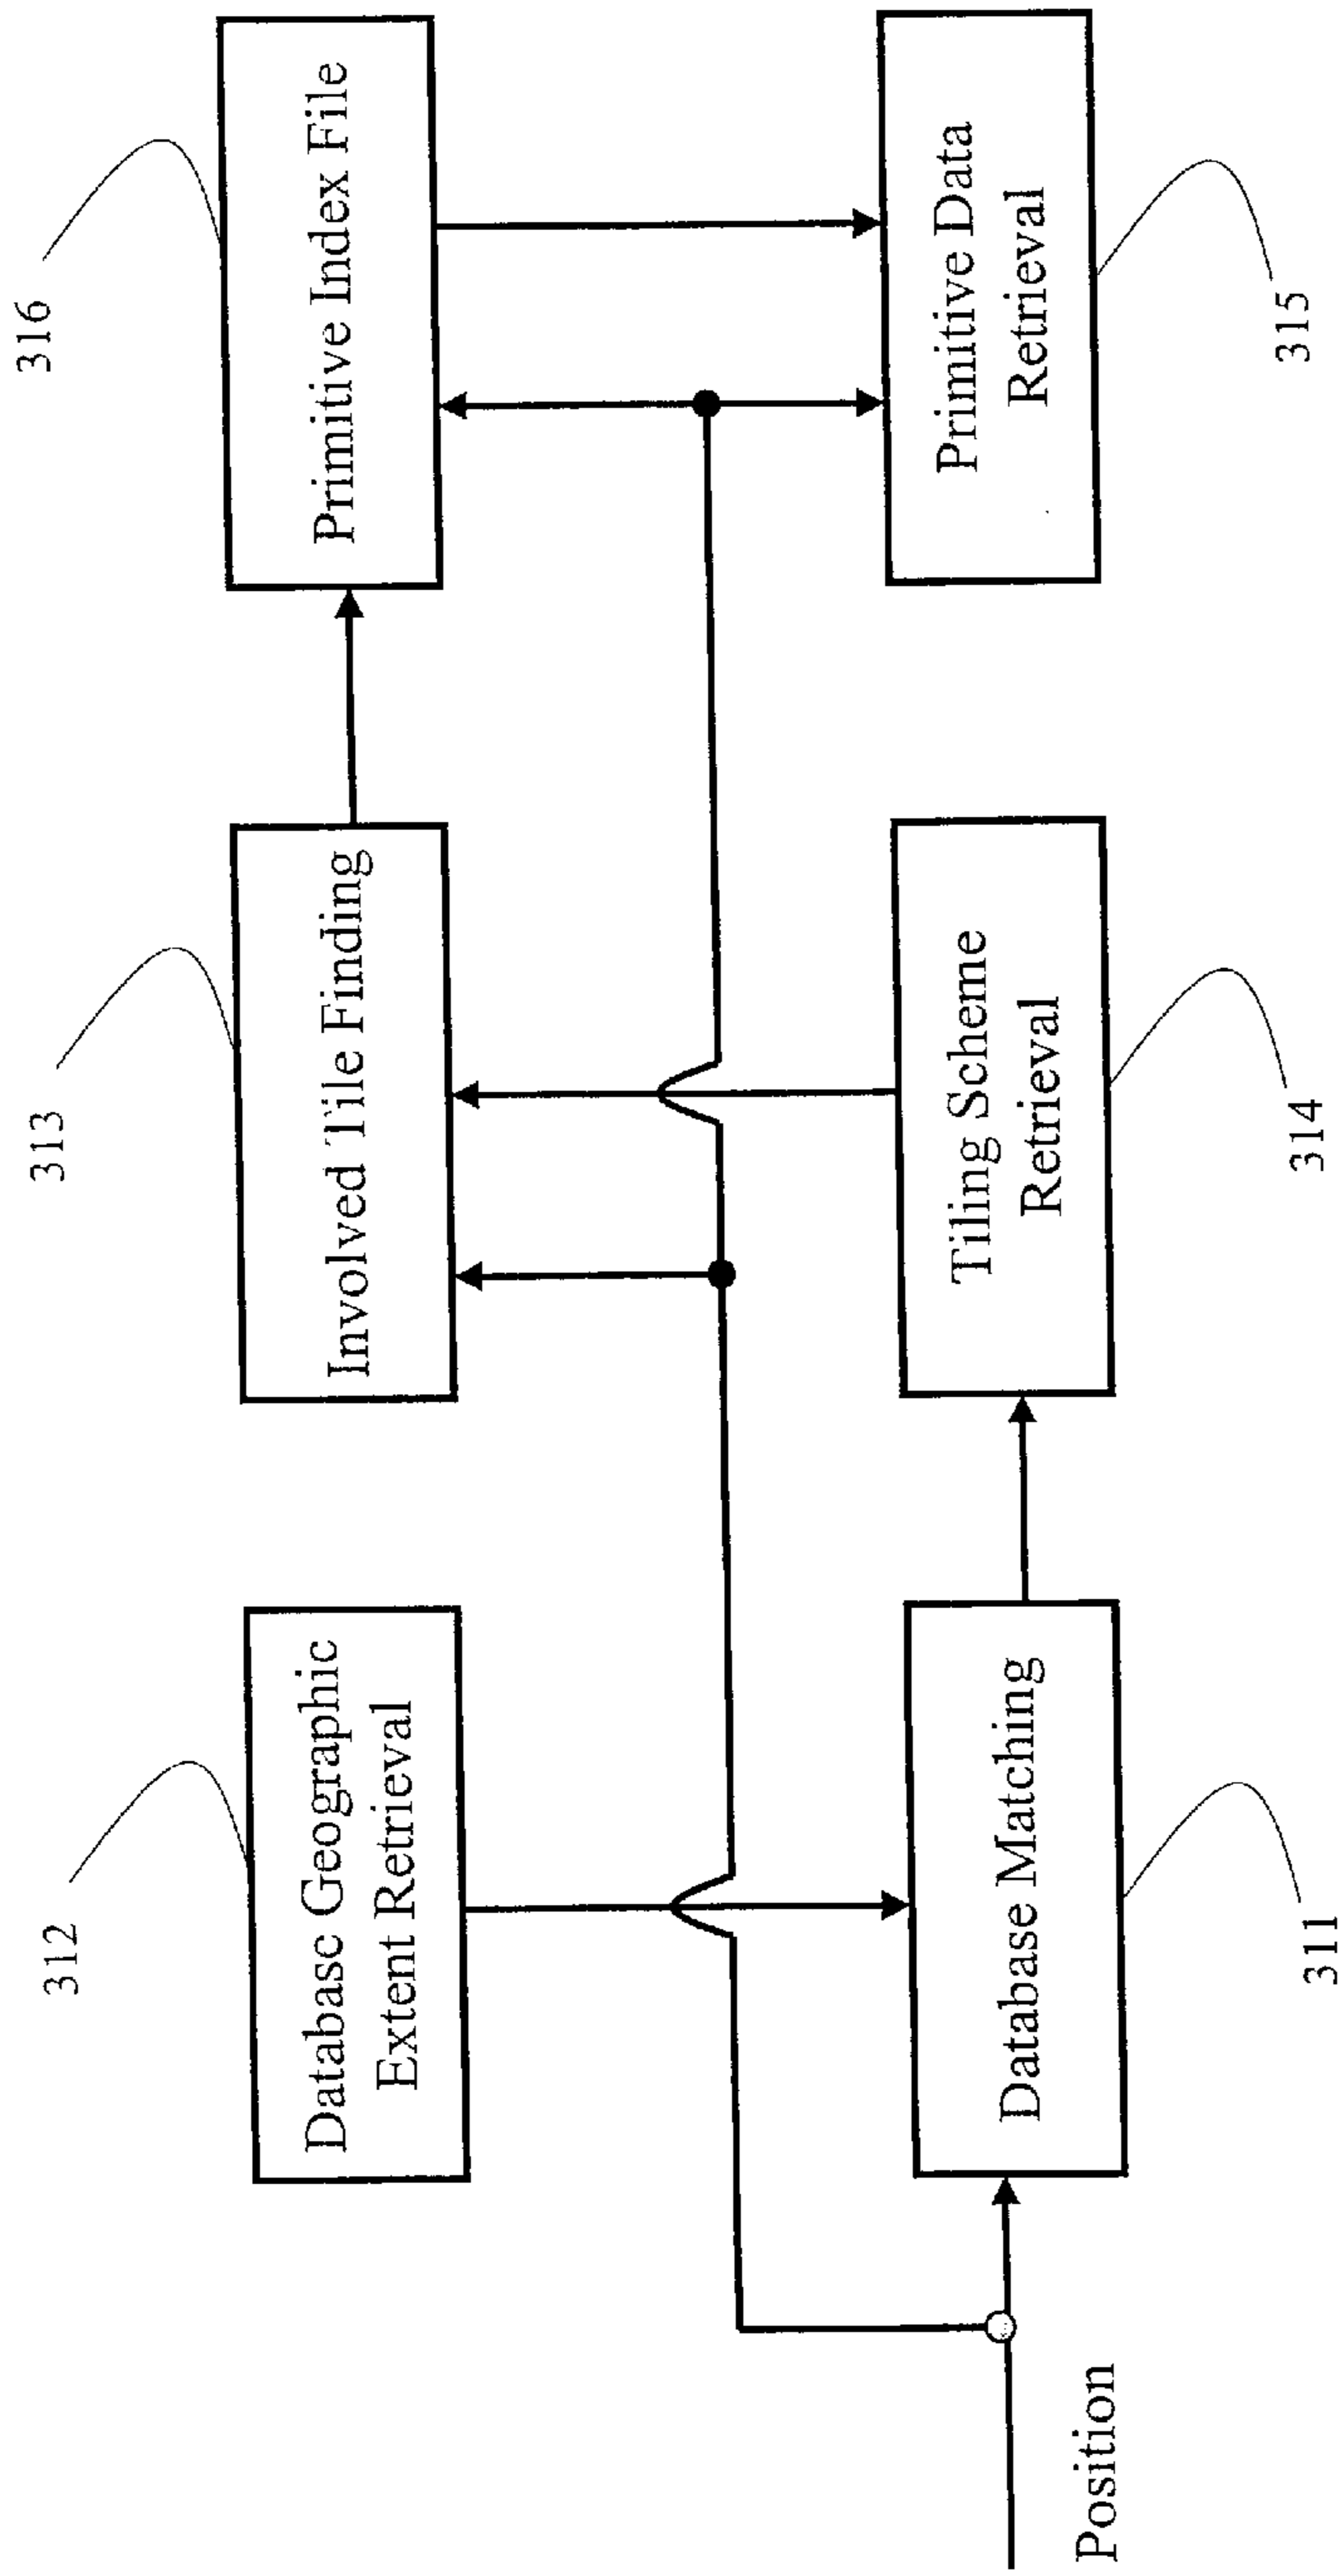 312
Database Geographic
Extent Retrieval
313
Involved Tile Finding
316
Primitive Index File
Position
Database Matching
311
Tiling Scheme
Retrieval
314
Primitive Data
Retrieval
315